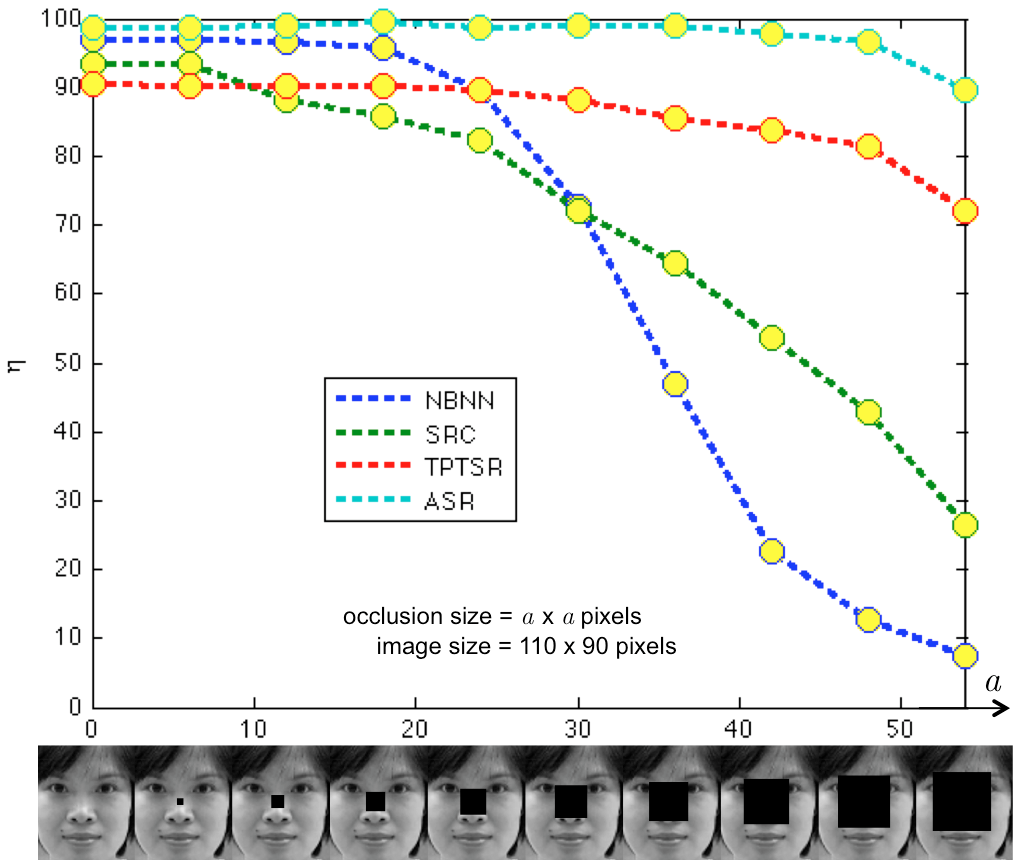 100
90
80
70
60
50
40
30
20
10
0
η
NBNN
SRC
TPTSR
ASR
occlusion size = a x a pixels
image size = 110 x 90 pixels
a
0 10 20 30 40 50